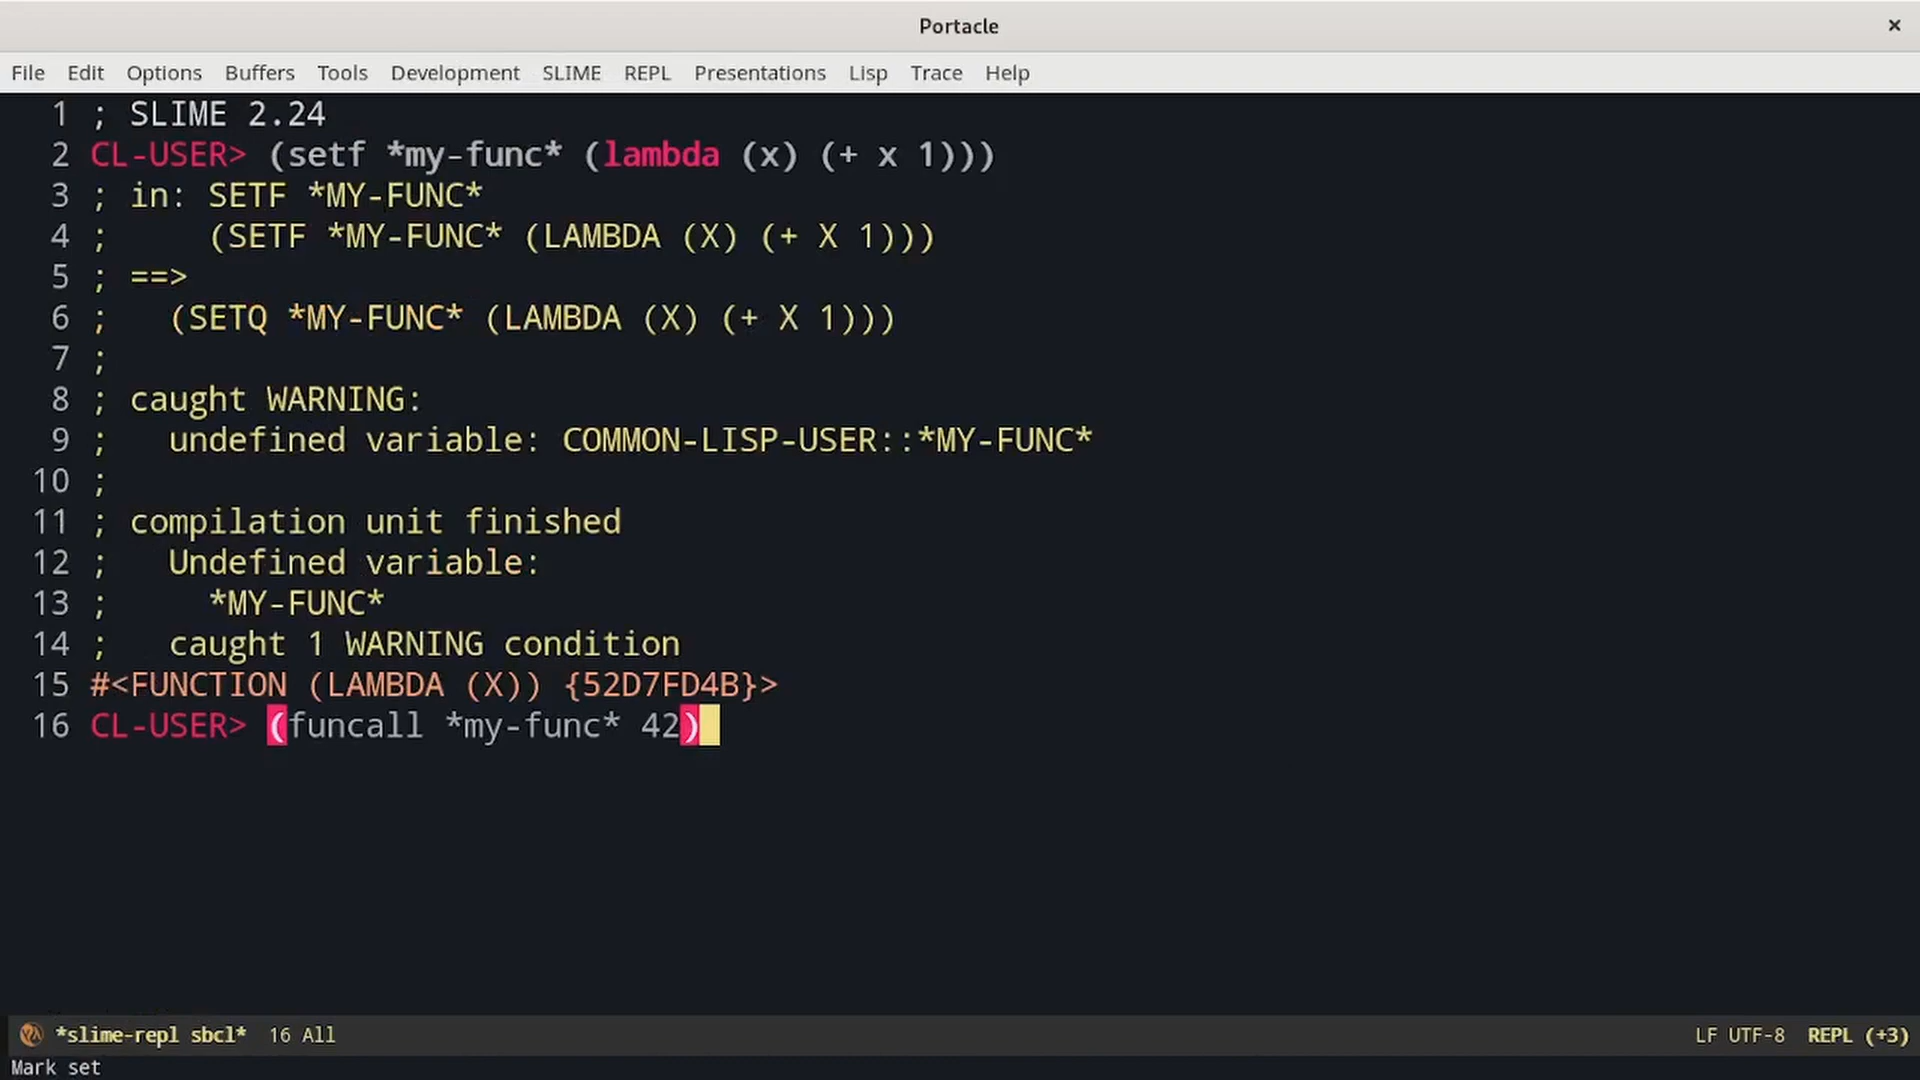 Portacle ×
File Edit Options Buffers Tools Development SLIME REPL Presentations Lisp Trace Help
1 ; SLIME 2.24
2 CL-USER> (setf *my-func* (lambda (x) (+ x 1)))
3 ; in: SETF *MY-FUNC*
4 ;     (SETF *MY-FUNC* (LAMBDA (X) (+ X 1)))
5 ; ==>
6 ;   (SETQ *MY-FUNC* (LAMBDA (X) (+ X 1)))
7 ;
8 ; caught WARNING:
9 ;   undefined variable: COMMON-LISP-USER::*MY-FUNC*
10 ;
11 ; compilation unit finished
12 ;   Undefined variable:
13 ;     *MY-FUNC*
14 ;   caught 1 WARNING condition
15 #<FUNCTION (LAMBDA (X)) {52D7FD4B}>
16 CL-USER> (funcall *my-func* 42)
*slime-repl sbcl* 16 All LF UTF-8 REPL (+3)
Mark set